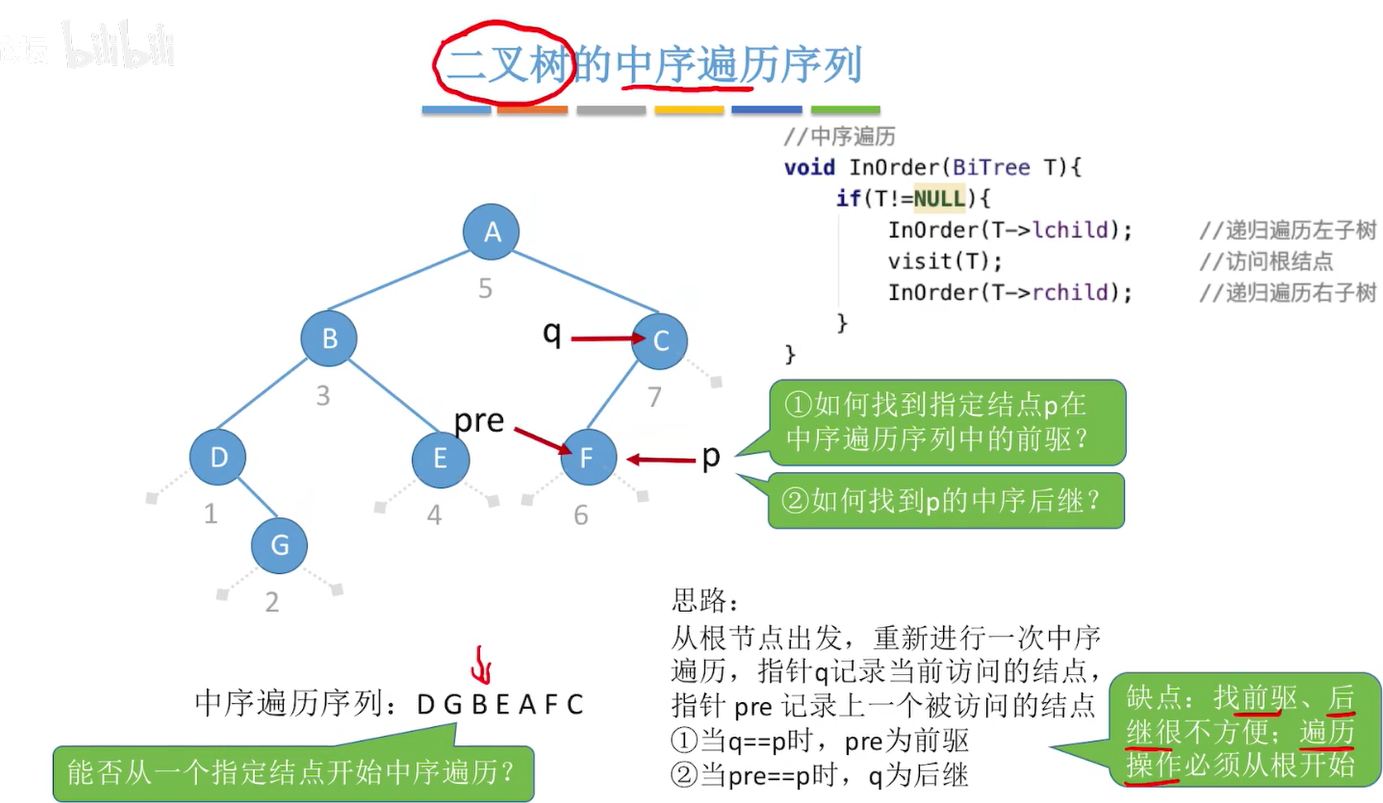 bilibili
二叉树的中序遍历序列
//中序遍历
void InOrder(BiTree T){
if(T!=NULL){
InOrder(T->lchild); //递归遍历左子树
visit(T); //访问根结点
InOrder(T->rchild); //递归遍历右子树
}
}
A
5
B
q
C
3
7
pre
①如何找到指定结点p在
中序遍历序列中的前驱？
D
E
F
p
1
4
6
②如何找到p的中序后继？
G
2
中序遍历序列：D G B E A F C
能否从一个指定结点开始中序遍历？
思路：
从根节点出发，重新进行一次中序
遍历，指针q记录当前访问的结点，
指针 pre 记录上一个被访问的结点
①当q==p时，pre为前驱
②当pre==p时，q为后继
缺点：找前驱、后
继很不方便；遍历
操作必须从根开始